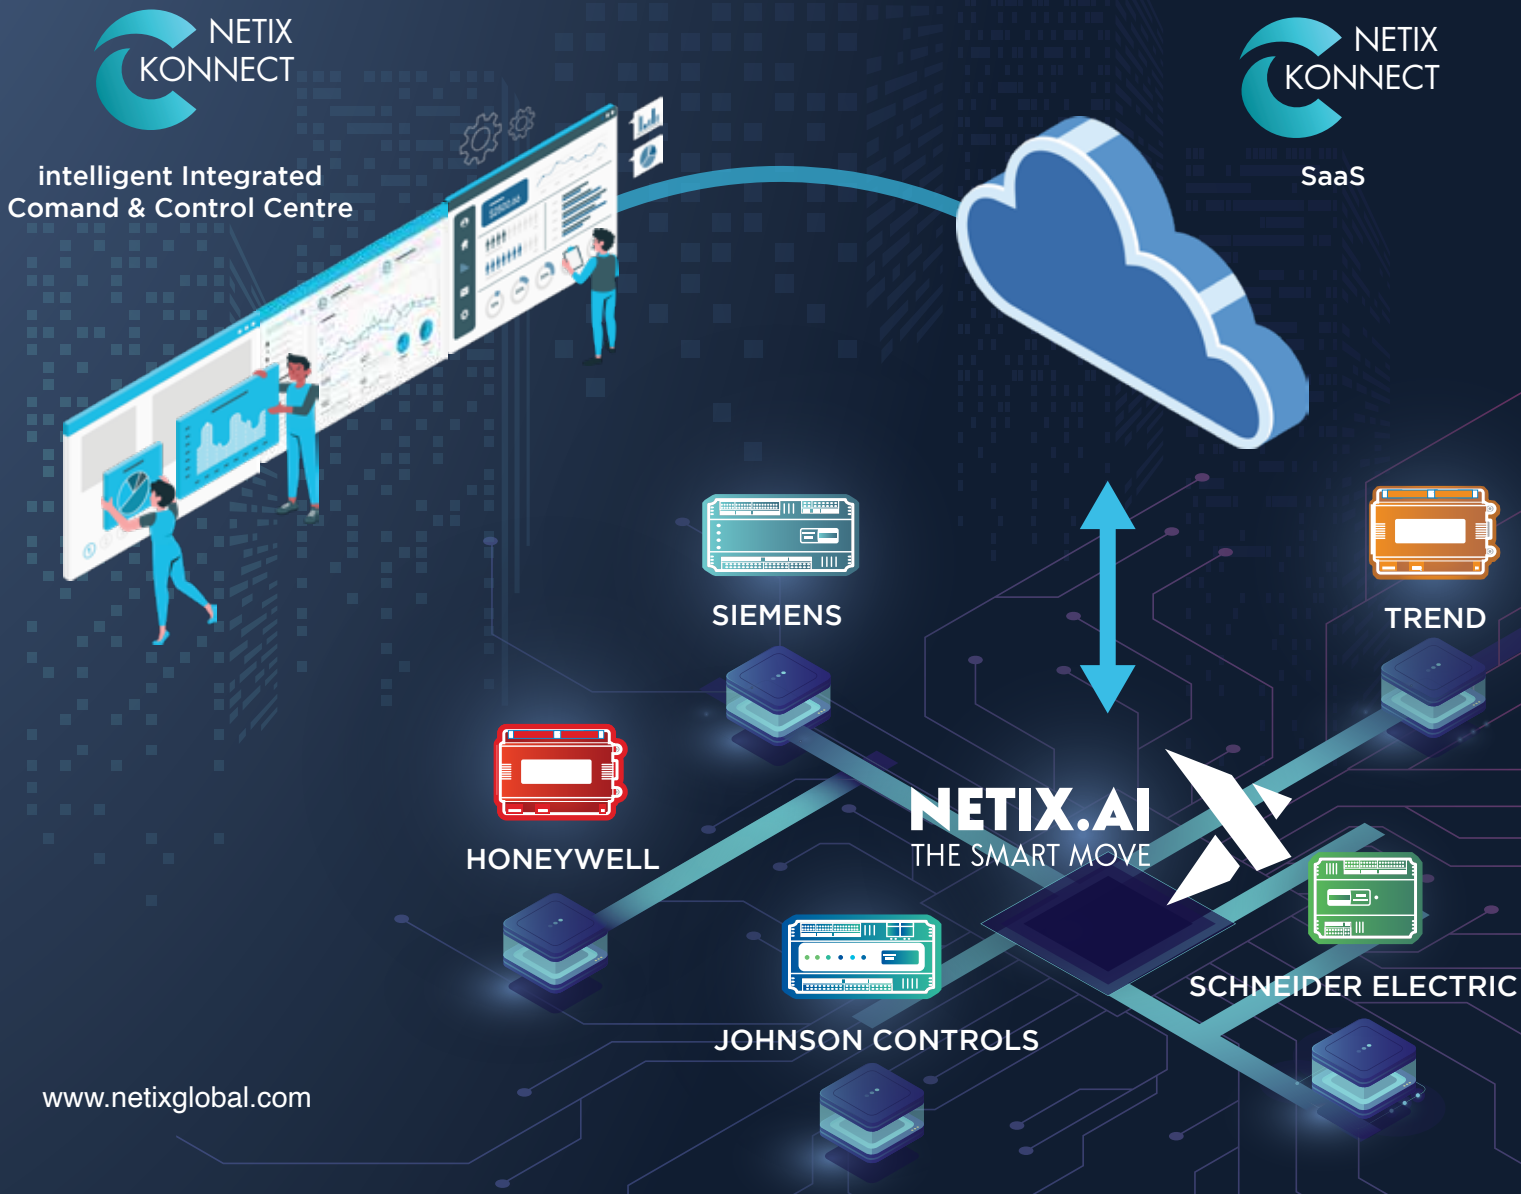 NETIX
KONNECT
intelligent Integrated
Comand & Control Centre
NETIX
KONNECT
SaaS
SIEMENS
TREND
HONEYWELL
NETIX.AI
THE SMART MOVE
SCHNEIDER ELECTRIC
JOHNSON CONTROLS
www.netixglobal.com